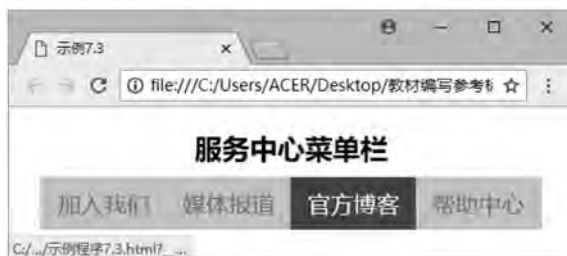 示例7.3
file:///C:/Users/ACER/Desktop/教材编写参考
服务中心菜单栏
加入我们 媒体报道 官方博客 帮助中心
C:/.../示例程序7.3.html?_...